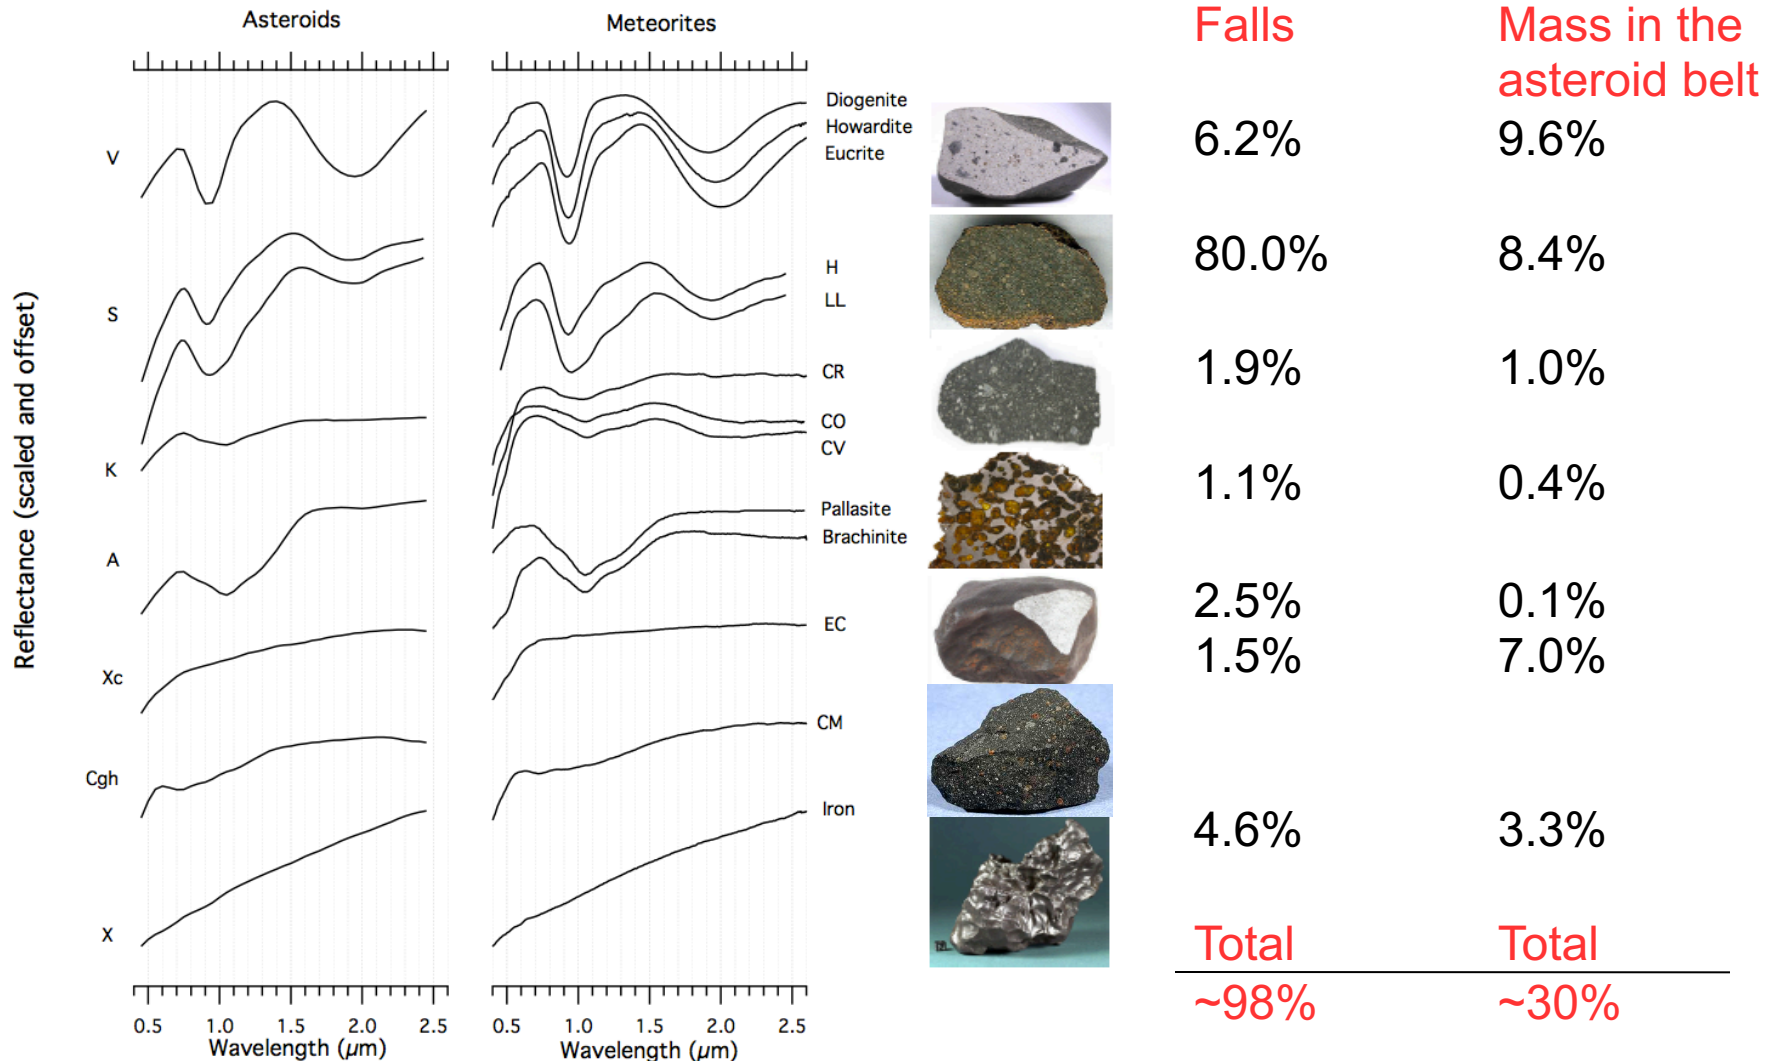 Asteroids
Meteorites
Falls
Mass in the
asteroid belt
Reflectance (scaled and offset)
V
S
K
A
Xc
Cgh
X
Diogenite
Howardite
Eucrite
H
LL
CR
CO
CV
Pallasite
Brachinite
EC
CM
Iron
6.2% 9.6%
80.0% 8.4%
1.9% 1.0%
1.1% 0.4%
2.5% 0.1%
1.5% 7.0%
4.6% 3.3%
Total Total
~98% ~30%
0.5 1.0 1.5 2.0 2.5
Wavelength (μm)
0.5 1.0 1.5 2.0 2.5
Wavelength (μm)